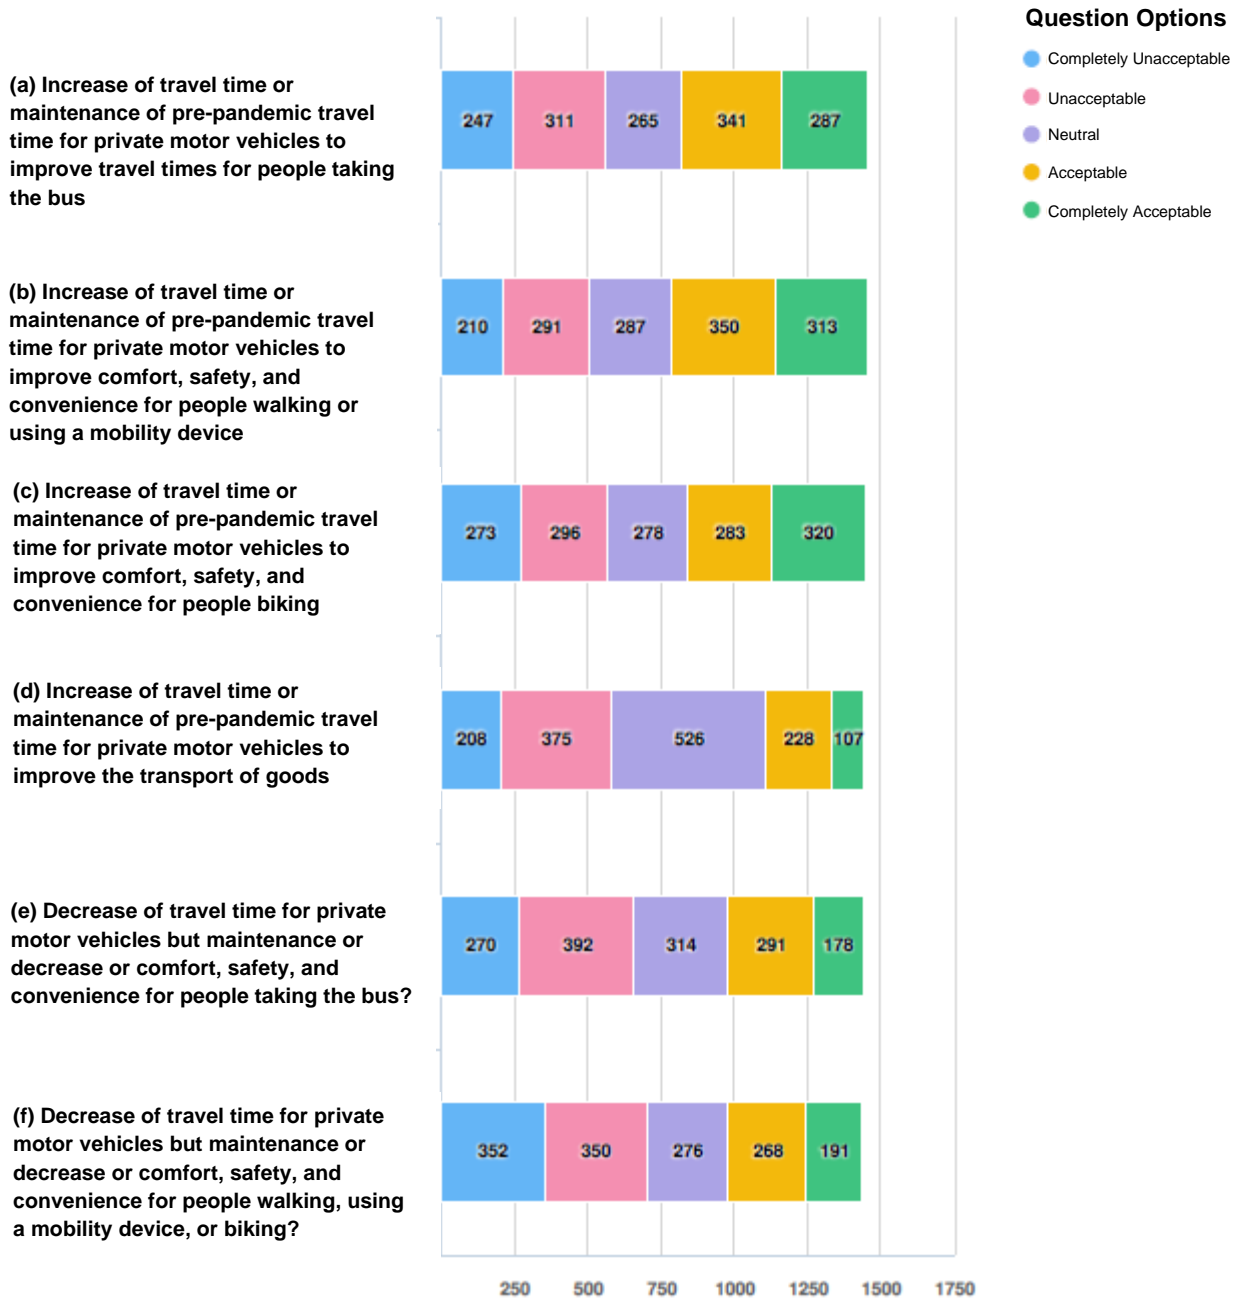 Question Options
Completely Unacceptable
Unacceptable
Neutral
Acceptable
Completely Acceptable
(a) Increase of travel time or
maintenance of pre-pandemic travel
time for private motor vehicles to
improve travel times for people taking
the bus
247 311 265 341 287
(b) Increase of travel time or
maintenance of pre-pandemic travel
time for private motor vehicles to
improve comfort, safety, and
convenience for people walking or
using a mobility device
210 291 287 350 313
(c) Increase of travel time or
maintenance of pre-pandemic travel
time for private motor vehicles to
improve comfort, safety, and
convenience for people biking
273 296 278 283 320
(d) Increase of travel time or
maintenance of pre-pandemic travel
time for private motor vehicles to
improve the transport of goods
208 375 526 228 107
(e) Decrease of travel time for private
motor vehicles but maintenance or
decrease or comfort, safety, and
convenience for people taking the bus?
270 392 314 291 178
(f) Decrease of travel time for private
motor vehicles but maintenance or
decrease or comfort, safety, and
convenience for people walking, using
a mobility device, or biking?
352 350 276 268 191
250 500 750 1000 1250 1500 1750